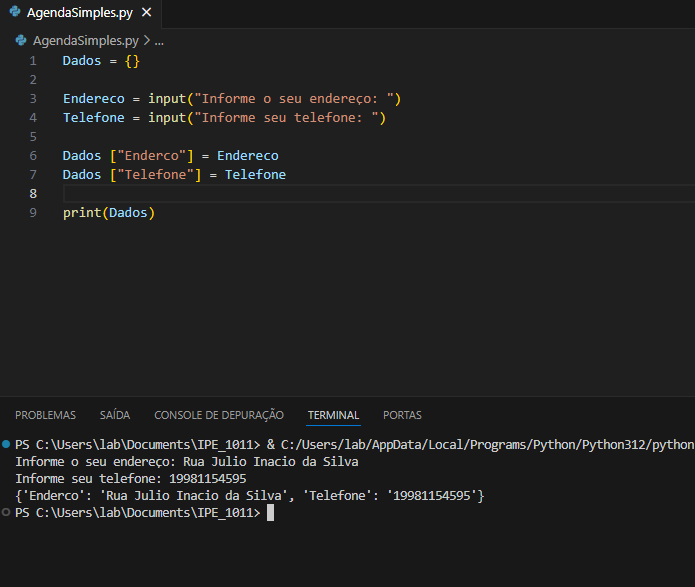 AgendaSimples.py
AgendaSimples.py > ...
1 Dados = {}
2
3 Endereco = input("Informe o seu endereço: ")
4 Telefone = input("Informe seu telefone: ")
5
6 Dados ["Enderco"] = Endereco
7 Dados ["Telefone"] = Telefone
8
9 print(Dados)
PROBLEMAS SAÍDA CONSOLE DE DEPURAÇÃO TERMINAL PORTAS
PS C:\Users\lab\Documents\IPE_1011> & C:/Users/lab/AppData/Local/Programs/Python/Python312/python
Informe o seu endereço: Rua Julio Inacio da Silva
Informe seu telefone: 19981154595
{'Enderco': 'Rua Julio Inacio da Silva', 'Telefone': '19981154595'}
PS C:\Users\lab\Documents\IPE_1011>